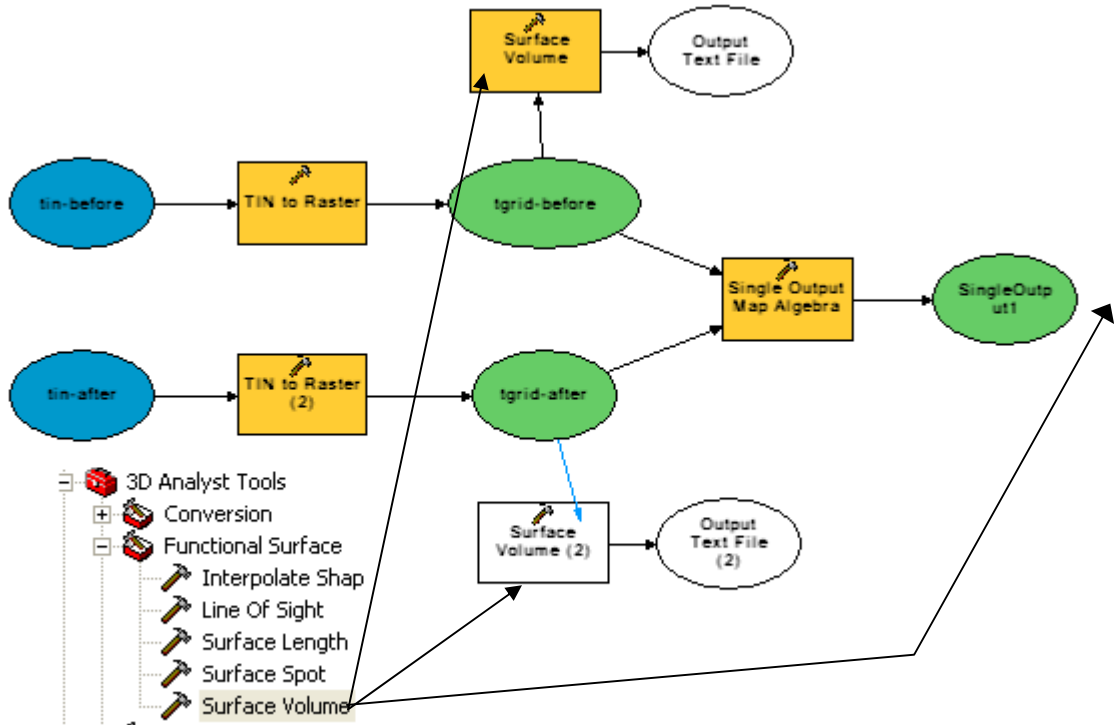 Surface
Volume
Output
Text File
tin-before
TIN to Raster
tgrid-before
Single Output
Map Algebra
SingleOutp
ut1
tin-after
TIN to Raster
(2)
tgrid-after
3D Analyst Tools
Conversion
Functional Surface
Interpolate Shap
Line Of Sight
Surface Length
Surface Spot
Surface Volume
Surface
Volume (2)
Output
Text File
(2)